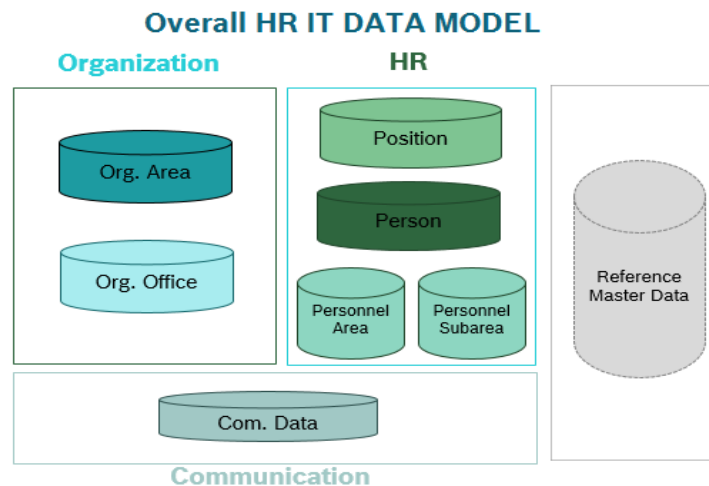 Overall HR IT DATA MODEL
Organization
HR
Org. Area
Org. Office
Position
Person
Personnel
Area
Personnel
Subarea
Reference
Master Data
Com. Data
Communication